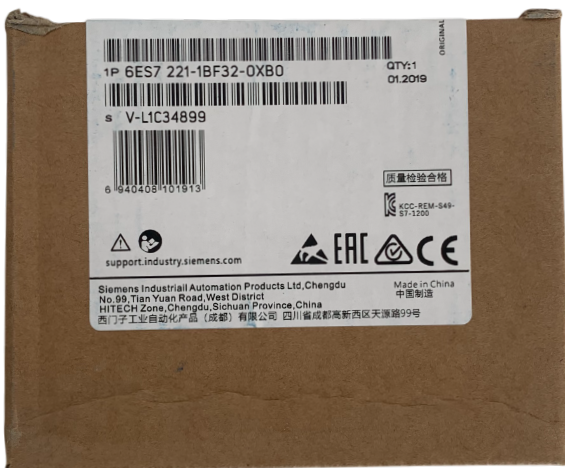 ORIGINAL
1P 6ES7 221-1BF32-0XB0
QTY:1
01.2019
S V-L1C34899
6 940408 101913
质量检验合格
KCC-REM-S49-
S7-1200
support.industry.siemens.com
EAC
CE
Siemens Industriail Automation Products Ltd,Chengdu
No.99,Tian Yuan Road,West District
HITECH Zone,Chengdu,Sichuan Province,China
西门子工业自动化产品（成都）有限公司 四川省成都高新西区天源路99号
Made in China
中国制造